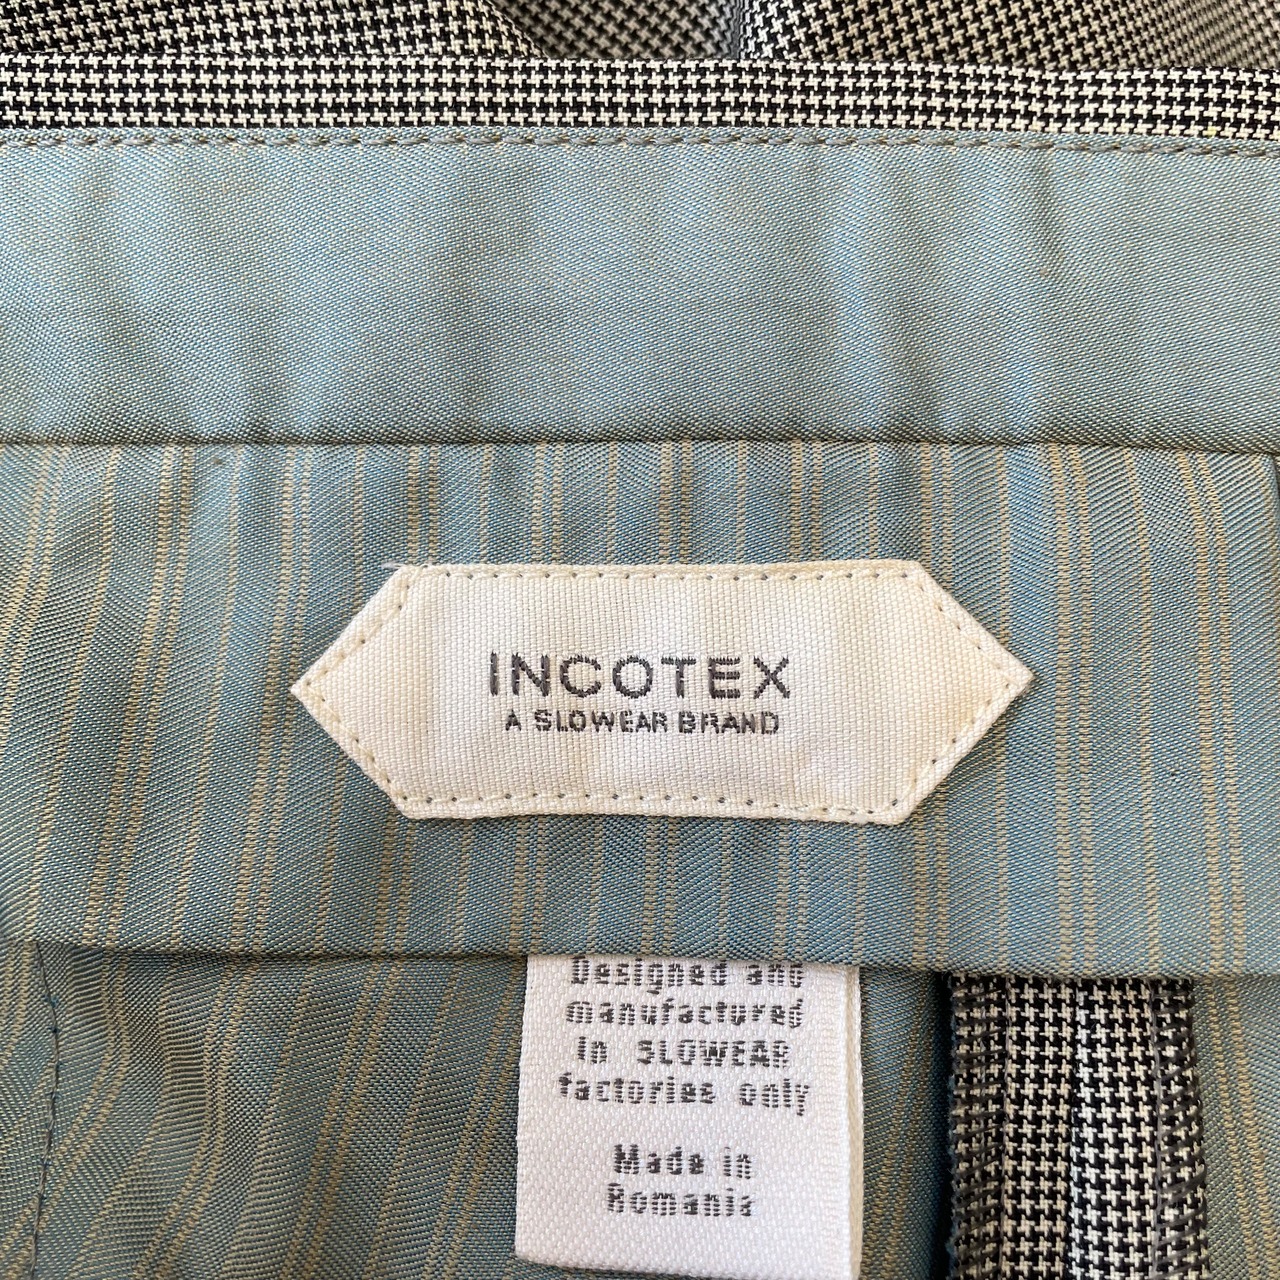 INCOTEX
A SLOWEAR BRAND
Designed and
manufactured
in SLOWEAR
factories only
Made in
Romania